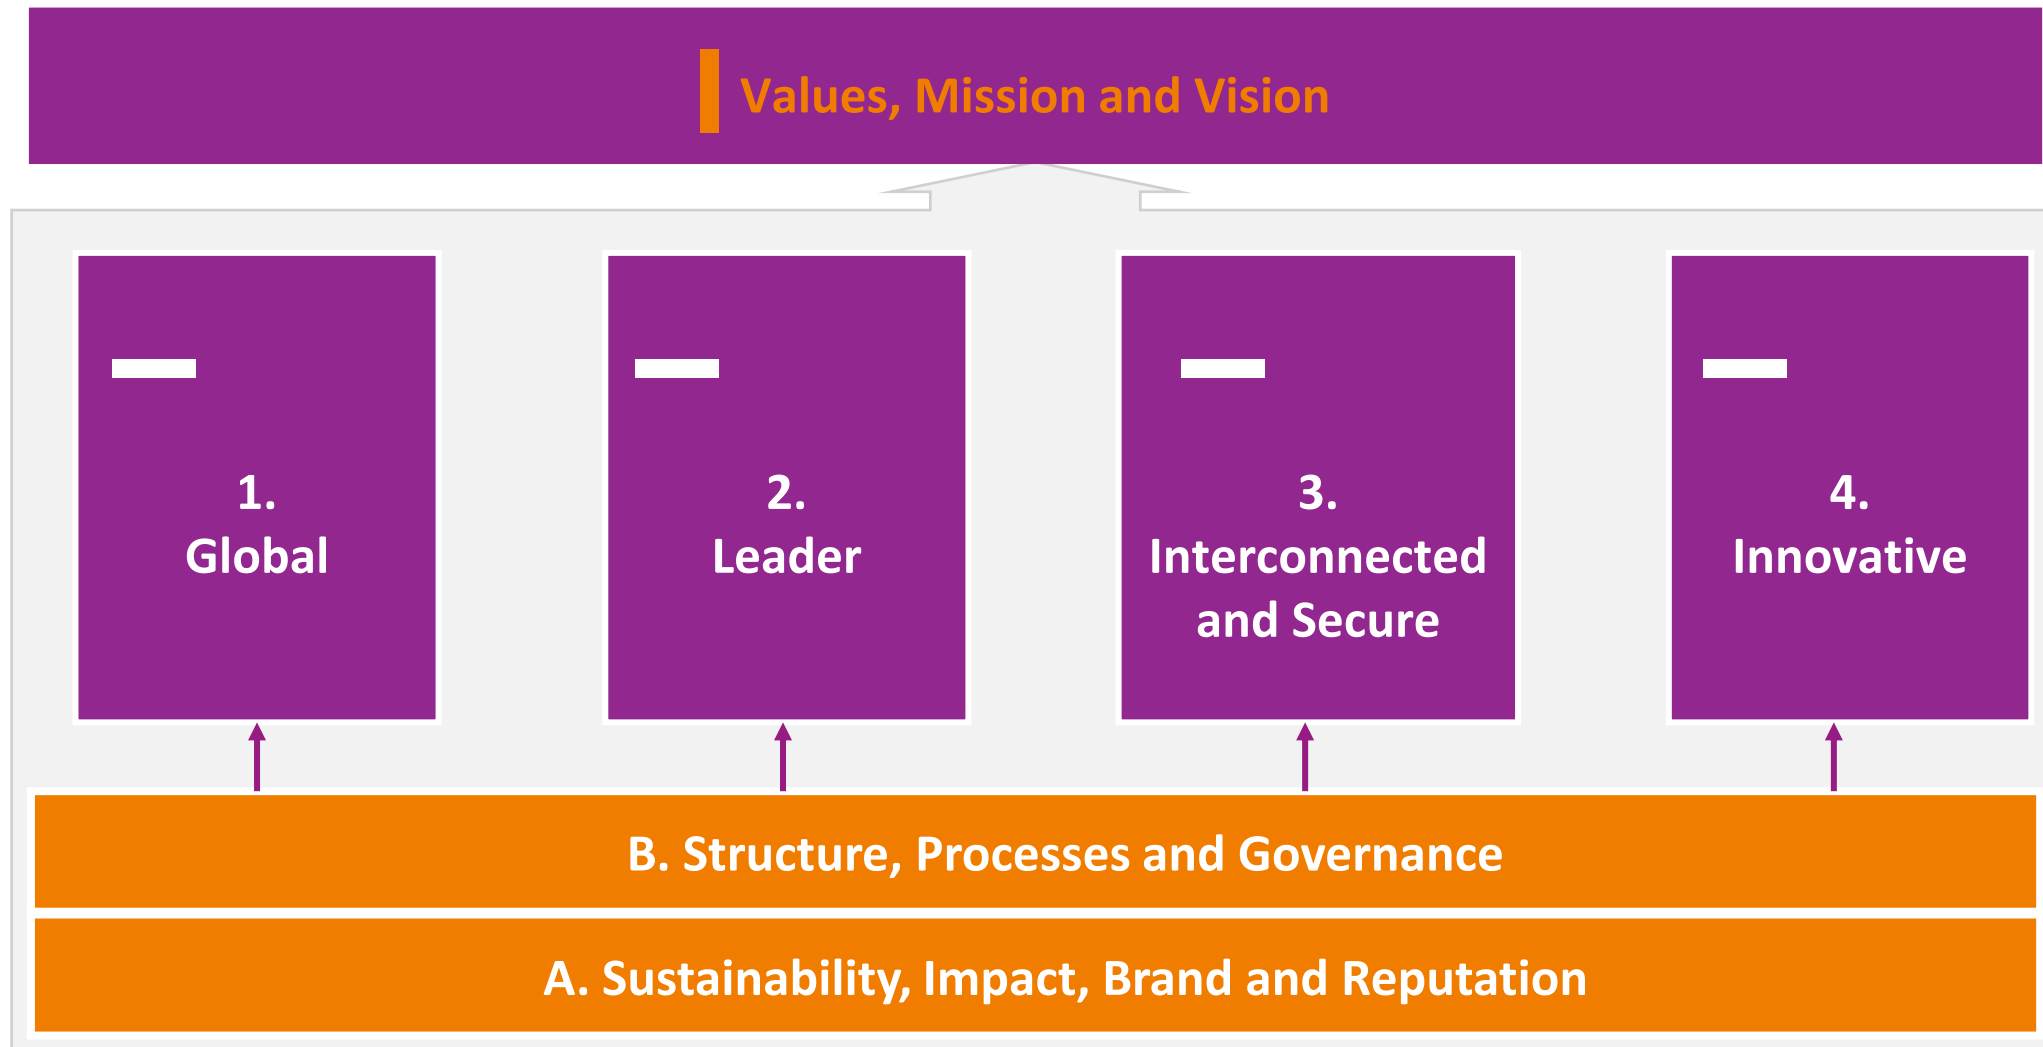 Values, Mission and Vision
1.
Global
2.
Leader
3.
Interconnected
and Secure
4.
Innovative
B. Structure, Processes and Governance
A. Sustainability, Impact, Brand and Reputation